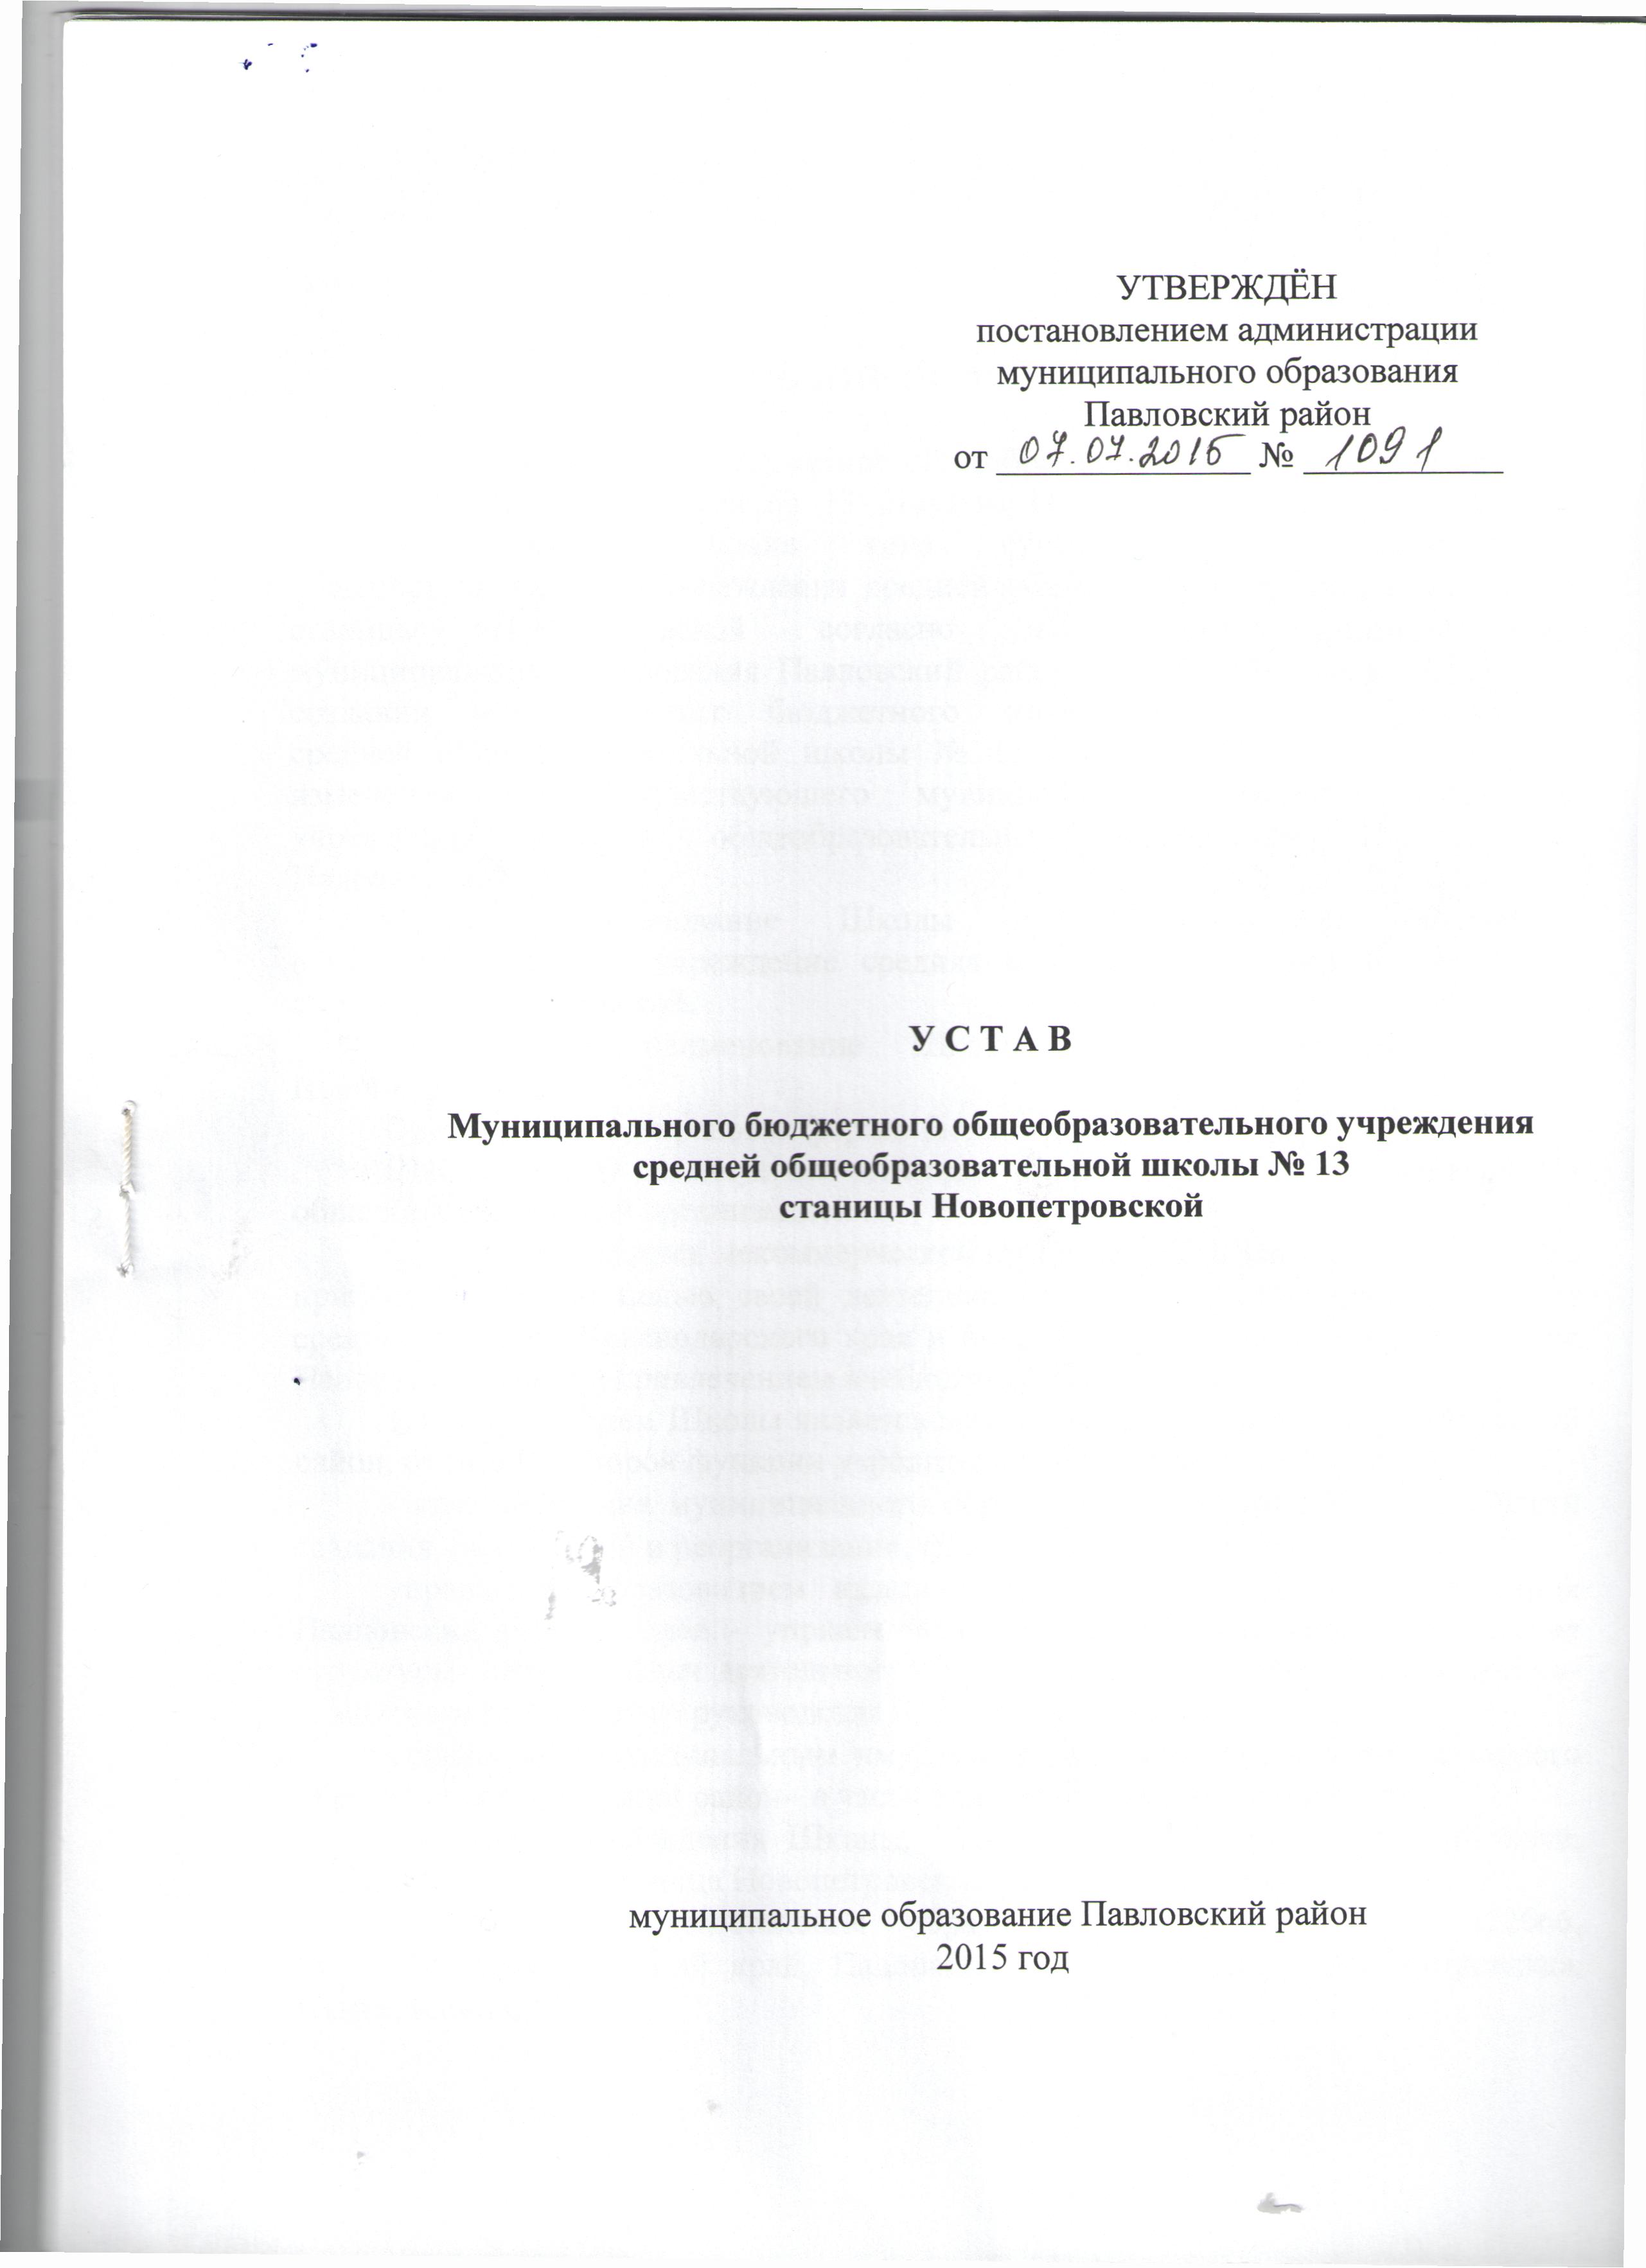 УТВЕРЖДЁН
постановлением администрации
муниципального образования
Павловский район
от 07.07.2015 № 1091
У С Т А В
Муниципального бюджетного общеобразовательного учреждения
средней общеобразовательной школы № 13
станицы Новопетровской
муниципальное образование Павловский район
2015 год